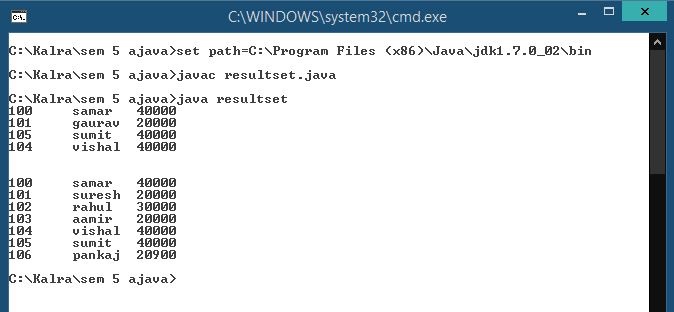 C:\WINDOWS\system32\cmd.exe
C:\Kalra\sem 5 ajava>set path=C:\Program Files (x86)\Java\jdk1.7.0_02\bin
C:\Kalra\sem 5 ajava>javac resultset.java
C:\Kalra\sem 5 ajava>java resultset
100 samar 40000
101 gaurav 20000
105 sumit 40000
104 vishal 40000
100 samar 40000
101 suresh 20000
102 rahul 30000
103 aamir 20000
104 vishal 40000
105 sumit 40000
106 pankaj 20900
C:\Kalra\sem 5 ajava>